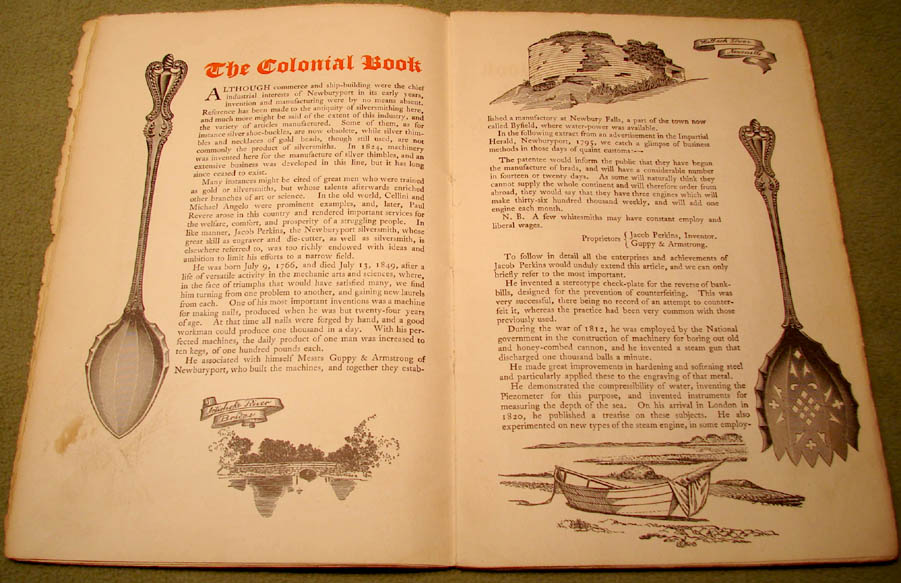 The Colonial Book
ALTHOUGH commerce and ship-building were the chief
industrial interests of Newburyport in its early years,
invention and manufacturing were by no means absent.
Reference has been made to the antiquity of silversmithing here,
and much more might be said of the extent of this industry, and
the variety of articles manufactured. Some of them, as for
instance silver shoe-buckles, are now obsolete, while silver thim-
bles and necklaces of gold beads, though still used, are not
commonly the product of silversmiths. In 1824, machinery
was invented here for the manufacture of silver thimbles, and an
extensive business was developed in this line, but it has long
since ceased to exist.
Many instances might be cited of great men who were trained
as gold or silversmiths, but whose talents afterwards enriched
other branches of art or science. In the old world, Cellini and
Michael Angelo were prominent examples, and, later, Paul
Revere arose in this country and rendered important services for
the welfare, comfort, and prosperity of a struggling people. In
like manner, Jacob Perkins, the Newburyport silversmith, whose
great skill as engraver and die-cutter, as well as silversmith, is
elsewhere referred to, was too richly endowed with ideas and
ambition to limit his efforts to a narrow field.
He was born July 9, 1766, and died July 13, 1849, after a
life of versatile activity in the mechanic arts and sciences, where,
in the face of triumphs that would have satisfied many, we find
him turning from one problem to another, and gaining new laurels
from each. One of his most important inventions was a machine
for making nails, produced when he was but twenty-four years
of age. At that time all nails were forged by hand, and a good
workman could produce one thousand in a day. With his per-
fected machines, the daily product of one man was increased to
ten kegs, of one hundred pounds each.
He associated with himself Messrs Guppy & Armstrong of
Newburyport, who built the machines, and together they estab-
River
Bridge
River
lished a manufactory at Newbury Falls, a part of the town now
called Byfield, where water-power was available.
In the following extract from an advertisement in the Impartial
Herald, Newburyport, 1795, we catch a glimpse of business
methods in those days of quaint customs:—
The patentee would inform the public that they have begun
the manufacture of brads, and will have a considerable number
in fourteen or twenty days. As some will naturally think they
cannot supply the whole continent and will therefore order from
abroad, they would say that they have three engines which will
make thirty-six hundred thousand weekly, and will add one
engine each month.
N. B. A few whitesmiths may have constant employ and
liberal wages.
Proprietors { Jacob Perkins, Inventor.
Guppy & Armstrong.
To follow in detail all the enterprises and achievements of
Jacob Perkins would unduly extend this article, and we can only
briefly refer to the most important.
He invented a stereotype check-plate for the reverse of bank-
bills, designed for the prevention of counterfeiting. This was
very successful, there being no record of an attempt to counter-
feit it, whereas the practice had been very common with those
previously used.
During the war of 1812, he was employed by the National
government in the construction of machinery for boring out old
and honey-combed cannon, and he invented a steam gun that
discharged one thousand balls a minute.
He made great improvements in hardening and softening steel
and particularly applied these to the engraving of that metal.
He demonstrated the compressibility of water, inventing the
Piezometer for this purpose, and invented instruments for
measuring the depth of the sea. On his arrival in London in
1820, he published a treatise on these subjects. He also
experimented on new types of the steam engine, in some employ-